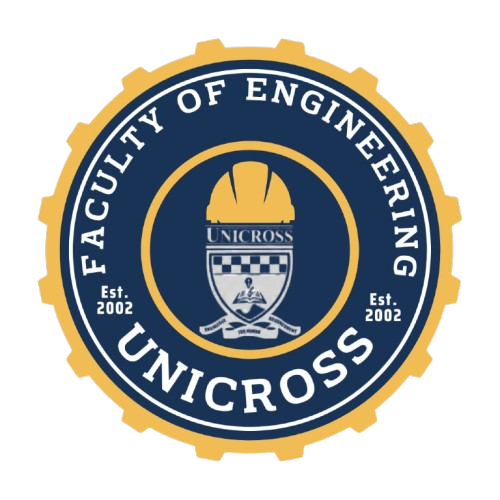 FACULTY OF ENGINEERING
UNICROSS
Est.
2002
Est.
2002
UNICROSS